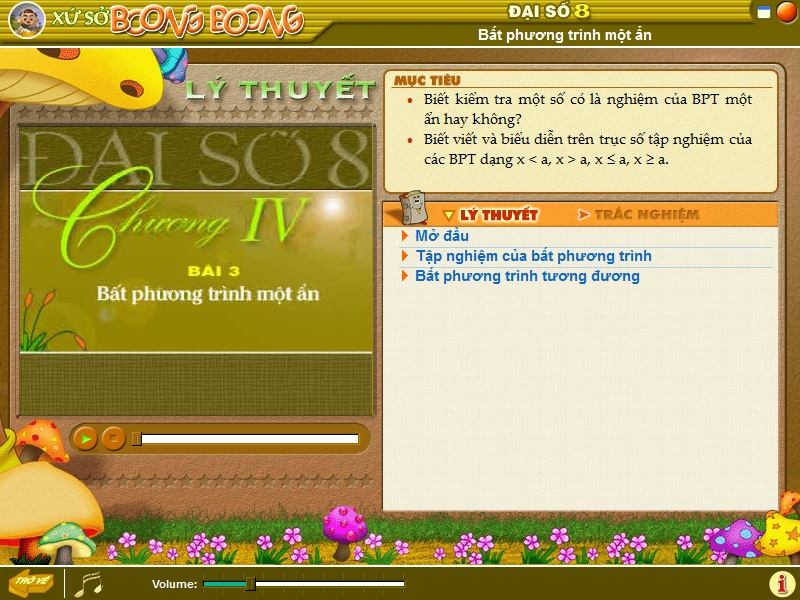 XỨ SỞ BOONG BOONG
ĐẠI SỐ 8
Bất phương trình một ẩn
LÝ THUYẾT
ĐẠI SỐ 8
Chương IV
BÀI 3
Bất phương trình một ẩn
MỤC TIÊU
• Biết kiểm tra một số có là nghiệm của BPT một
ẩn hay không?
• Biết viết và biểu diễn trên trục số tập nghiệm của
các BPT dạng x < a, x > a, x ≤ a, x ≥ a.
LÝ THUYẾT
TRẮC NGHIỆM
Mở đầu
Tập nghiệm của bất phương trình
Bất phương trình tương đương
TRỞ VỀ
Volume:
i